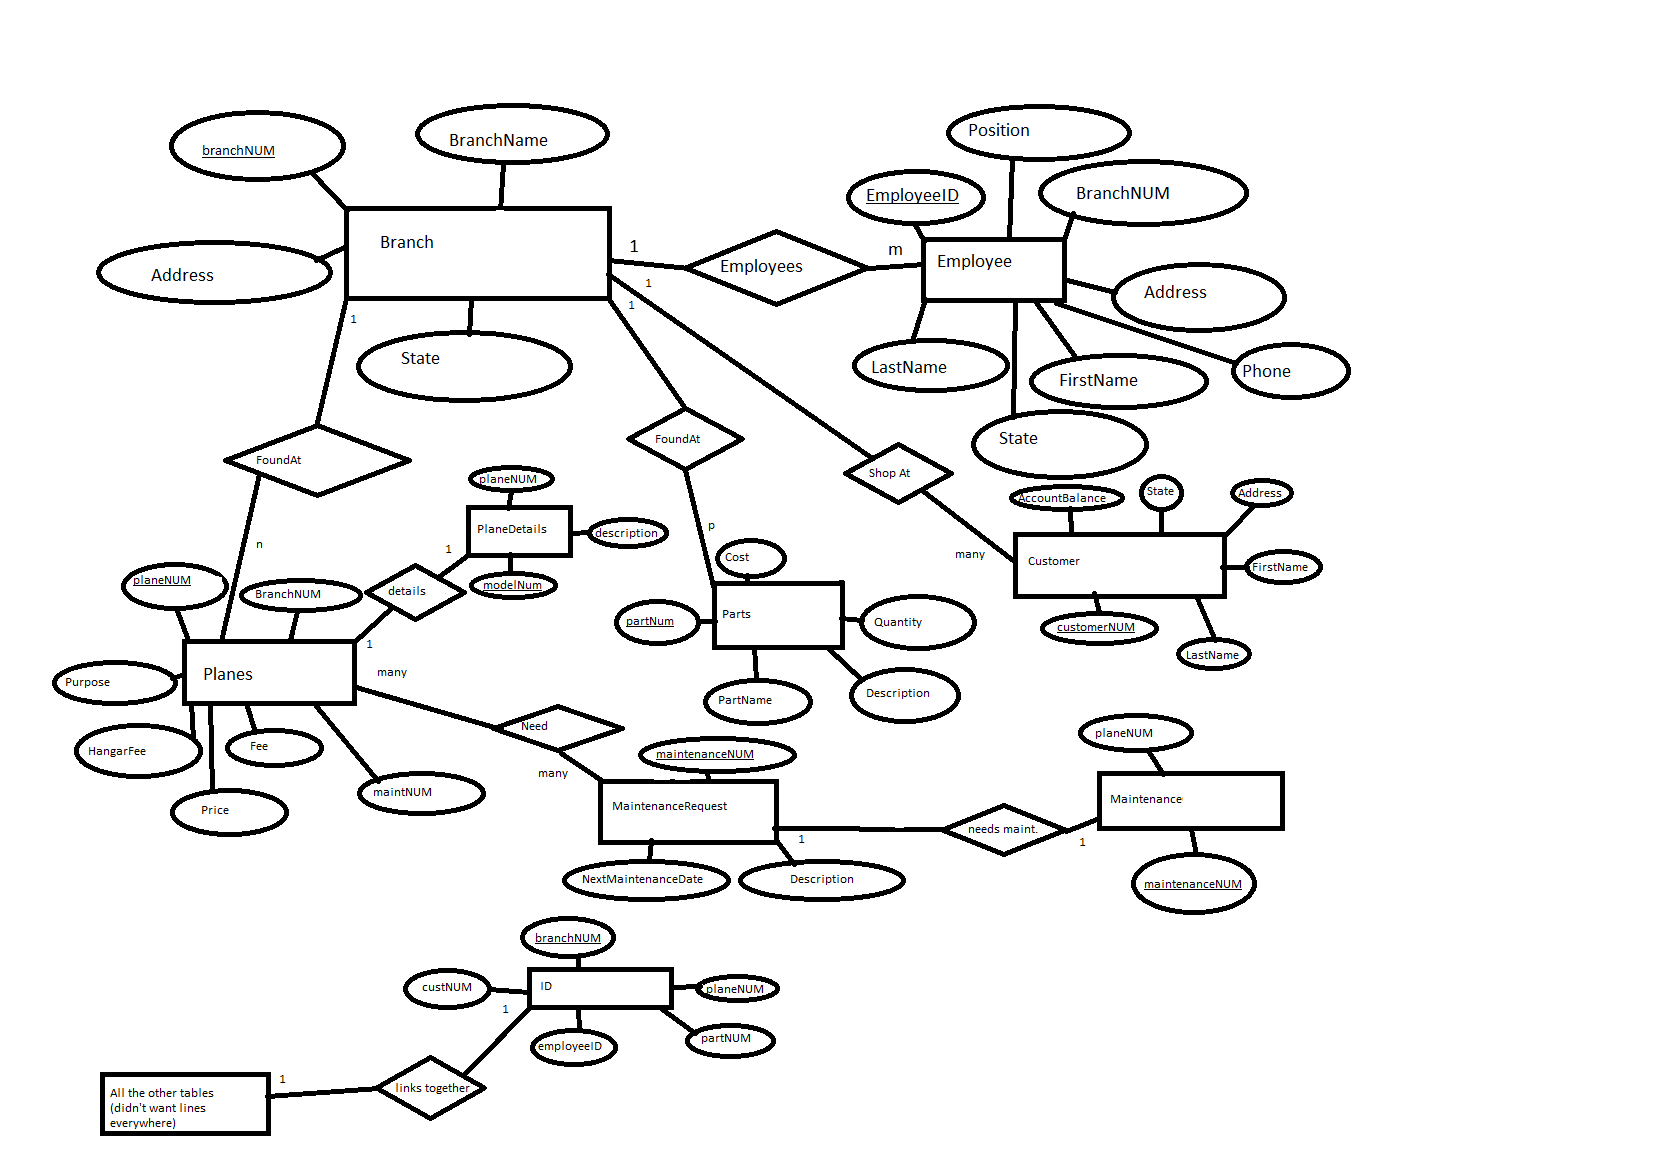 branchNUM
BranchName
Position
EmployeeID
BranchNUM
Branch
Address
1
Employees
m
Employee
1
1
Address
1
State
LastName
FirstName
Phone
State
FoundAt
FoundAt
Shop At
planeNUM
AccountBalance
State
Address
PlaneDetails
description
p
n
1
many
Cost
Customer
FirstName
planeNUM
BranchNUM
details
modelNum
partNum
Parts
Quantity
customerNUM
1
LastName
Planes
many
Purpose
PartName
Description
Need
HangarFee
Fee
maintenanceNUM
planeNUM
many
maintNUM
Price
MaintenanceRequest
Maintenance
needs maint.
1
1
NextMaintenanceDate
Description
maintenanceNUM
branchNUM
custNUM
ID
planeNUM
1
employeeID
partNUM
1
links together
All the other tables
(didn't want lines
everywhere)